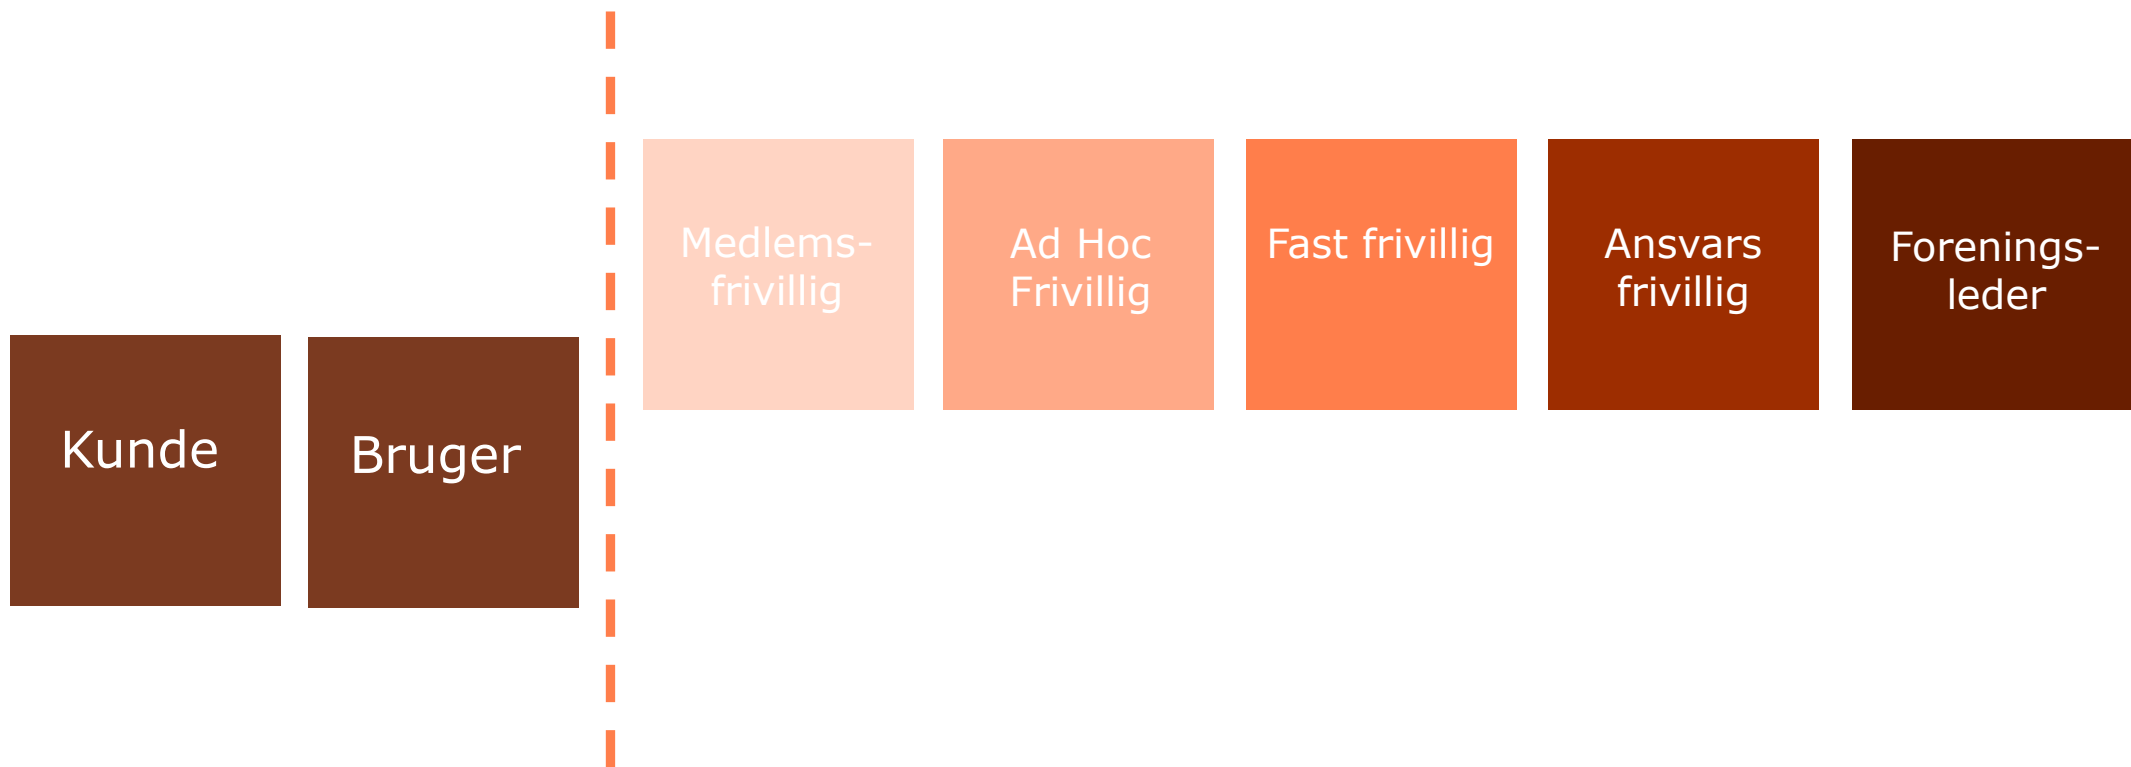 Kunde
Bruger
Medlems-
frivillig
Ad Hoc
Frivillig
Fast frivillig
Ansvars
frivillig
Forenings-
leder